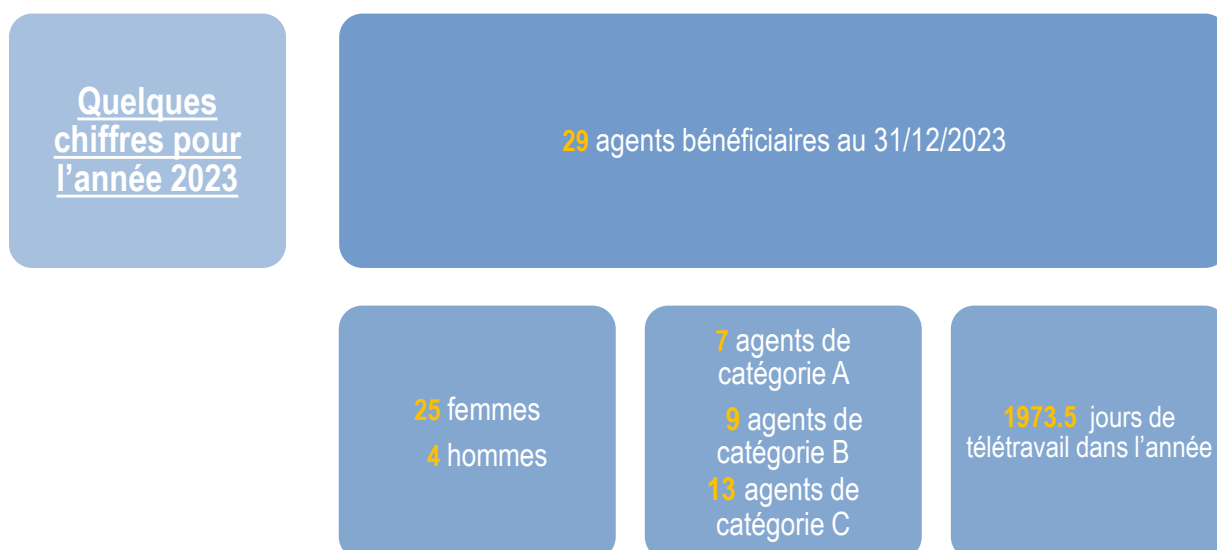 Quelques
chiffres pour
l’année 2023
29 agents bénéficiaires au 31/12/2023
25 femmes
4 hommes
7 agents de
catégorie A
9 agents de
catégorie B
13 agents de
catégorie C
1973.5 jours de
télétravail dans l’année